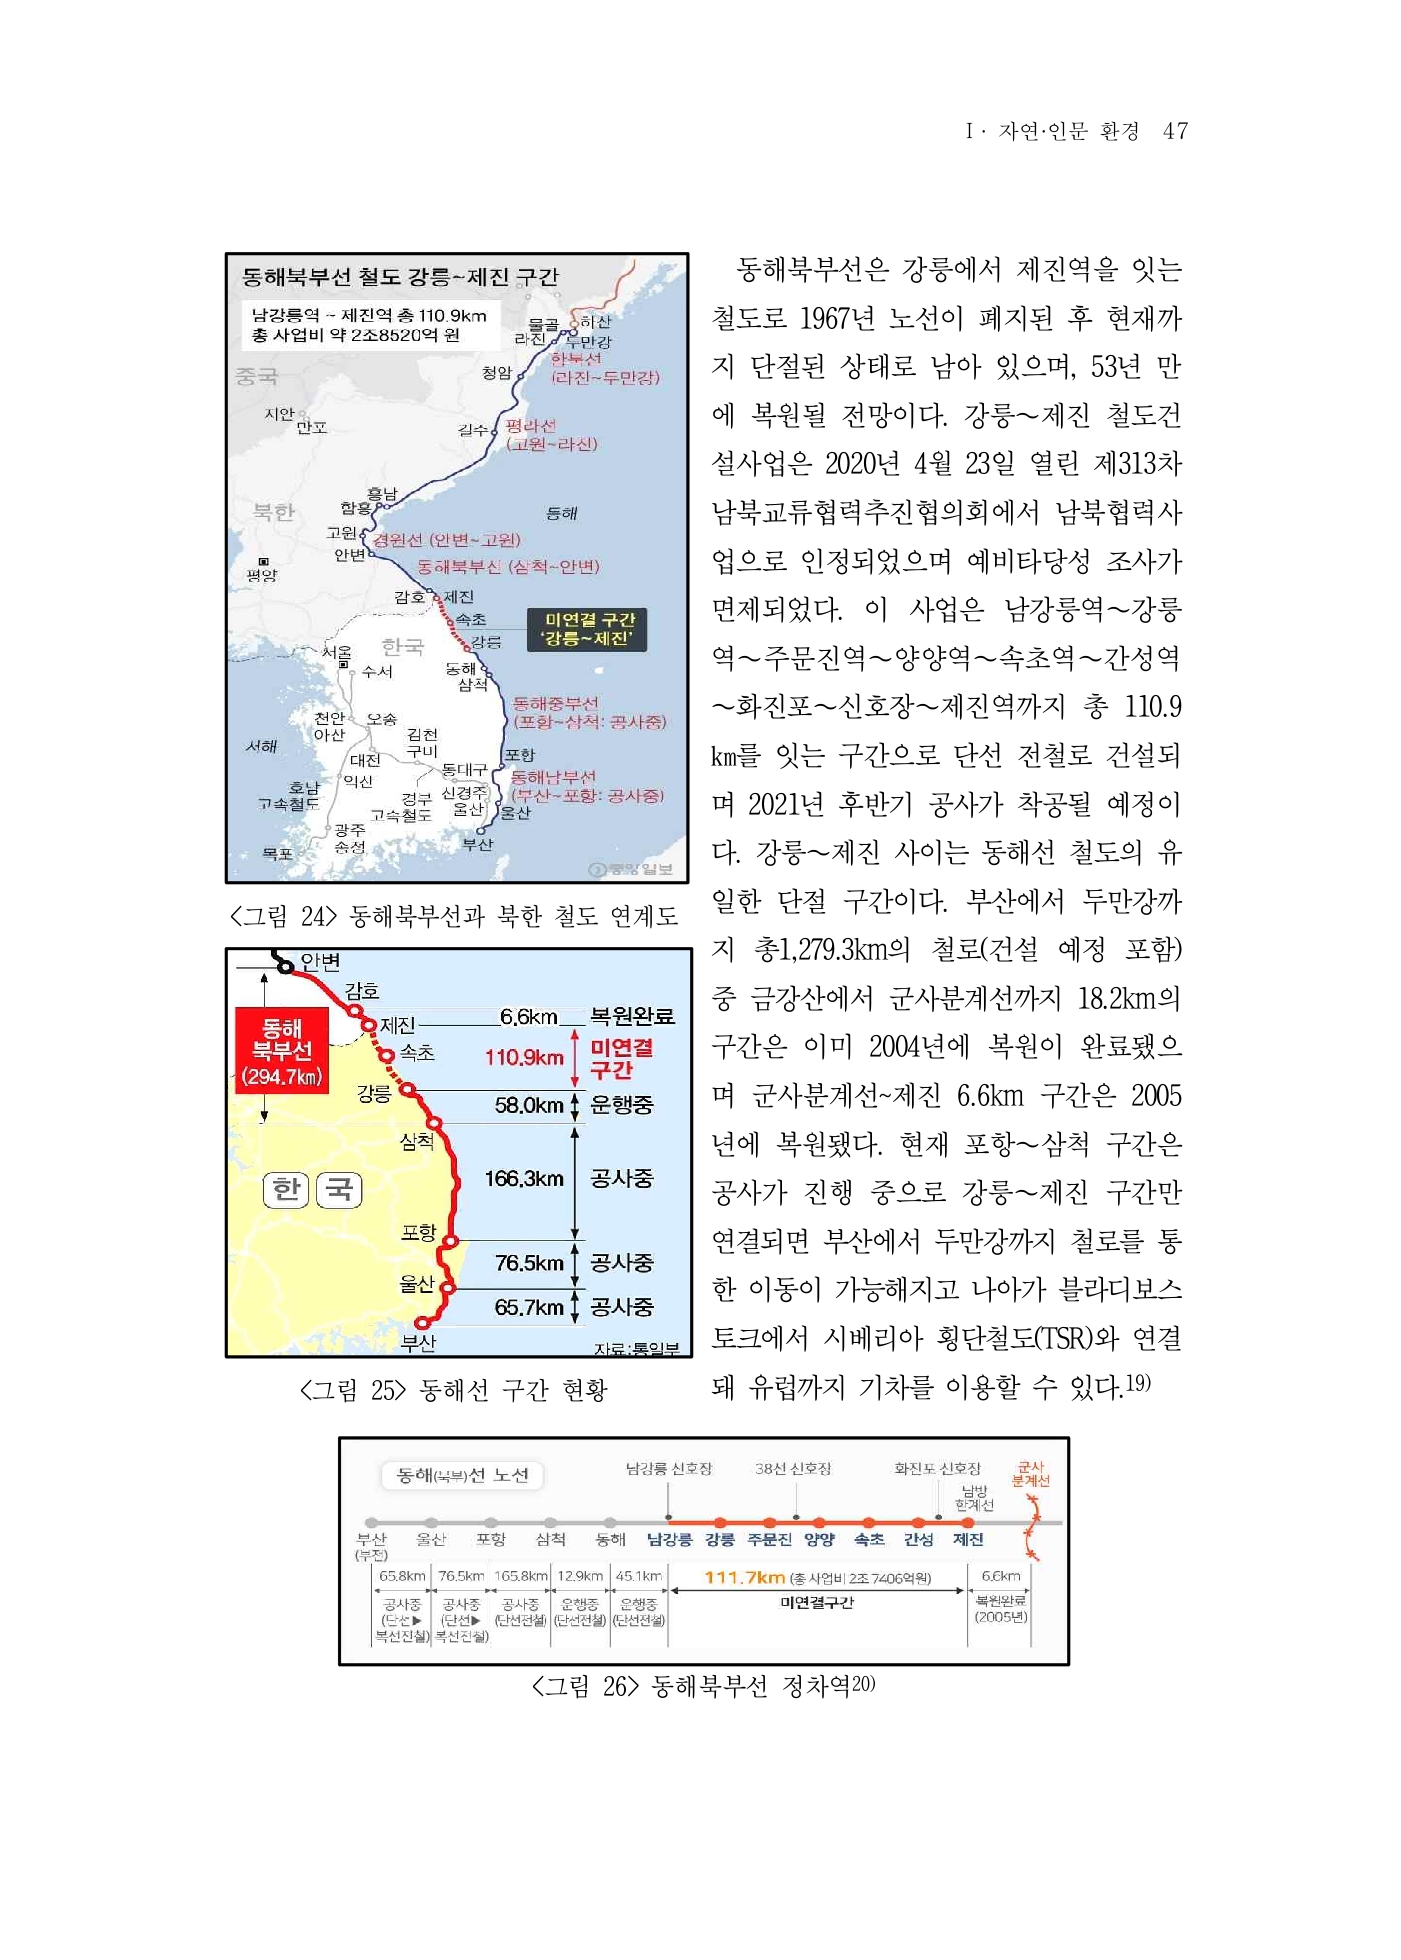 I· 자연·인문 환경 47
동해북부선 철도 강릉~제진 구간
남강릉역 ~ 제진역 총 110.9km
총 사업비 약 2조8520억 원
중국
물골
하산
라진
두만강
함북선
(라진~두만강)
청암
지안
만포
길수
평라선
(고원~라진)
흥남
함흥
북한
동해
고원
경원선 (안변~고원)
안변
동해북부선 (삼척~안변)
평양
감호
제진
속초
미연결 구간
'강릉~제진'
강릉
한국
서울
수서
동해
삼척
동해중부선
(포항~삼척: 공사중)
천안
아산
오송
김천
구미
서해
대전
포항
동대구
동해남부선
(부산~포항: 공사중)
익산
호남
고속철도
경부
고속철도
신경주
울산
울산
광주
송정
부산
목포
중앙일보
<그림 24> 동해북부선과 북한 철도 연계도
안변
감호
동해
북부선
(294.7km)
제진
6.6km 복원완료
속초
110.9km 미연결
구간
강릉
58.0km 운행중
삼척
166.3km 공사중
한국
포항
76.5km 공사중
울산
65.7km 공사중
부산
자료:통일부
<그림 25> 동해선 구간 현황
동해북부선은 강릉에서 제진역을 잇는
철도로 1967년 노선이 폐지된 후 현재까
지 단절된 상태로 남아 있으며, 53년 만
에 복원될 전망이다. 강릉～제진 철도건
설사업은 2020년 4월 23일 열린 제313차
남북교류협력추진협의회에서 남북협력사
업으로 인정되었으며 예비타당성 조사가
면제되었다. 이 사업은 남강릉역～강릉
역～주문진역～양양역～속초역～간성역
～화진포～신호장～제진역까지 총 110.9
km를 잇는 구간으로 단선 전철로 건설되
며 2021년 후반기 공사가 착공될 예정이
다. 강릉～제진 사이는 동해선 철도의 유
일한 단절 구간이다. 부산에서 두만강까
지 총1,279.3km의 철로(건설 예정 포함)
중 금강산에서 군사분계선까지 18.2km의
구간은 이미 2004년에 복원이 완료됐으
며 군사분계선~제진 6.6km 구간은 2005
년에 복원됐다. 현재 포항～삼척 구간은
공사가 진행 중으로 강릉～제진 구간만
연결되면 부산에서 두만강까지 철로를 통
한 이동이 가능해지고 나아가 블라디보스
토크에서 시베리아 횡단철도(TSR)와 연결
돼 유럽까지 기차를 이용할 수 있다.19)
동해(북부)선 노선
남강릉 신호장 38선 신호장 화진포 신호장
군사
분계선
남방
한계선
부산
(부전)
울산 포항 삼척 동해 남강릉 강릉 주문진 양양 속초 간성 제진
65.8km 76.5km 165.8km 12.9km 45.1km 111.7km (총 사업비 2조 7406억원) 6.6km
공사중
(단선▶
복선전철)
공사중
(단선▶
복선전철)
공사중
(단선전철)
운행중
(단선전철)
운행중
(단선전철)
미연결구간
복원완료
(2005년)
<그림 26> 동해북부선 정차역20)